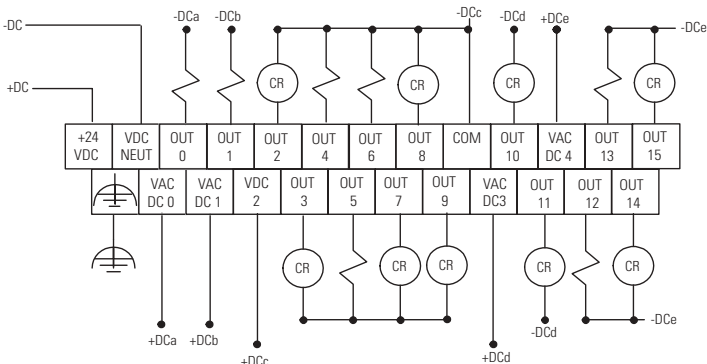 -DC
-DCa
-DCb
-DCc
-DCd
+DCe
-DCe
+DC
CR
CR
CR
CR
+24 VDC
VDC NEUT
OUT 0
OUT 1
OUT 2
OUT 4
OUT 6
OUT 8
COM
OUT 10
VAC DC 4
OUT 13
OUT 15
VAC DC 0
VAC DC 1
VDC 2
OUT 3
OUT 5
OUT 7
OUT 9
VAC DC3
OUT 11
OUT 12
OUT 14
CR
CR
CR
CR
CR
+DCa
+DCb
+DCc
+DCd
-DCd
-DCe